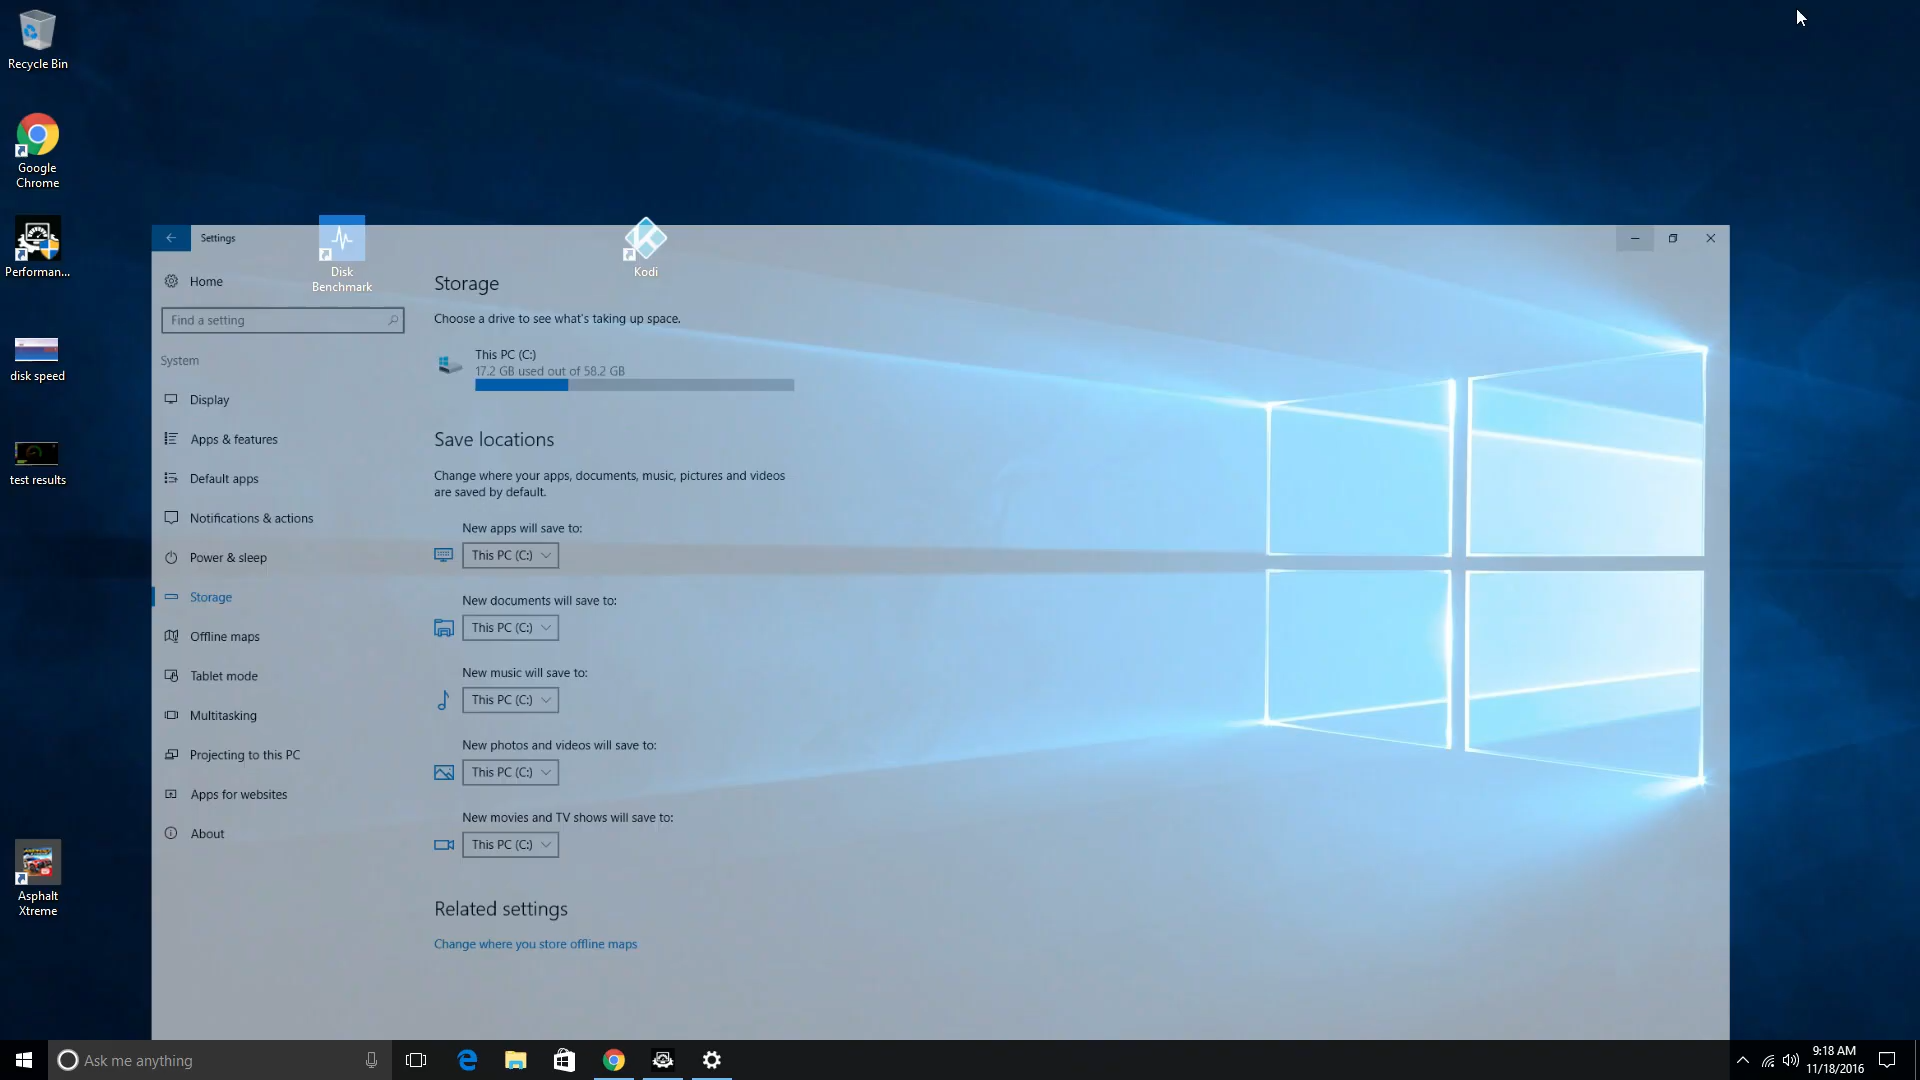 Recycle Bin
Google
Chrome
Performan...
disk speed
test results
Asphalt
Xtreme
Disk
Benchmark
Kodi
Settings
Home
Find a setting
System
Display
Apps & features
Default apps
Notifications & actions
Power & sleep
Storage
Offline maps
Tablet mode
Multitasking
Projecting to this PC
Apps for websites
About
Storage
Choose a drive to see what's taking up space.
This PC (C:)
17.2 GB used out of 58.2 GB
Save locations
Change where your apps, documents, music, pictures and videos
are saved by default.
New apps will save to:
This PC (C:)
New documents will save to:
This PC (C:)
New music will save to:
This PC (C:)
New photos and videos will save to:
This PC (C:)
New movies and TV shows will save to:
This PC (C:)
Related settings
Change where you store offline maps
Ask me anything
9:18 AM
11/18/2016